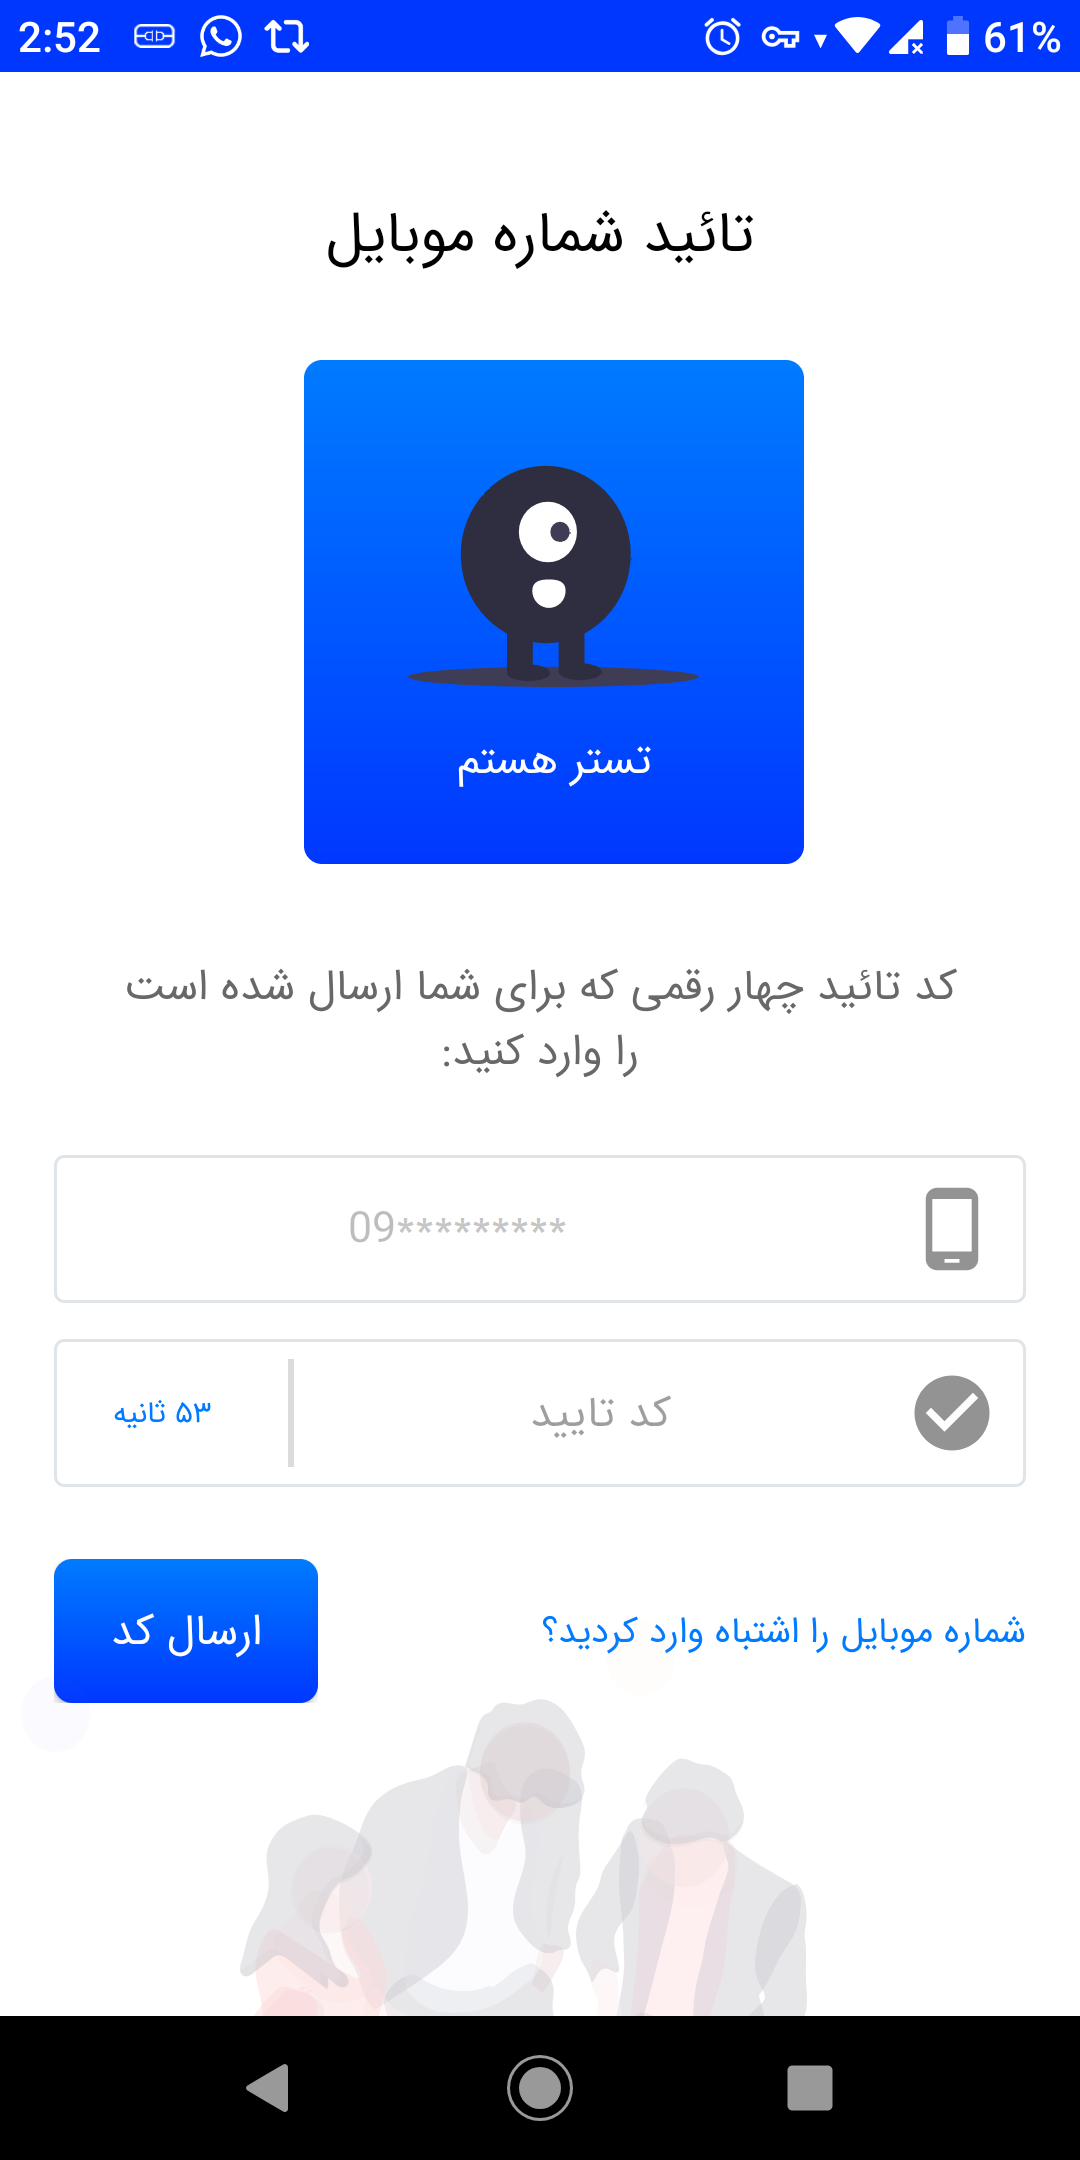 2:52
61%
تائید شماره موبایل
تستر هستم
کد تائید چهار رقمی که برای شما ارسال شده است
را وارد کنید:
09*********
کد تایید
۵۳ ثانیه
شماره موبایل را اشتباه وارد کردید؟
ارسال کد